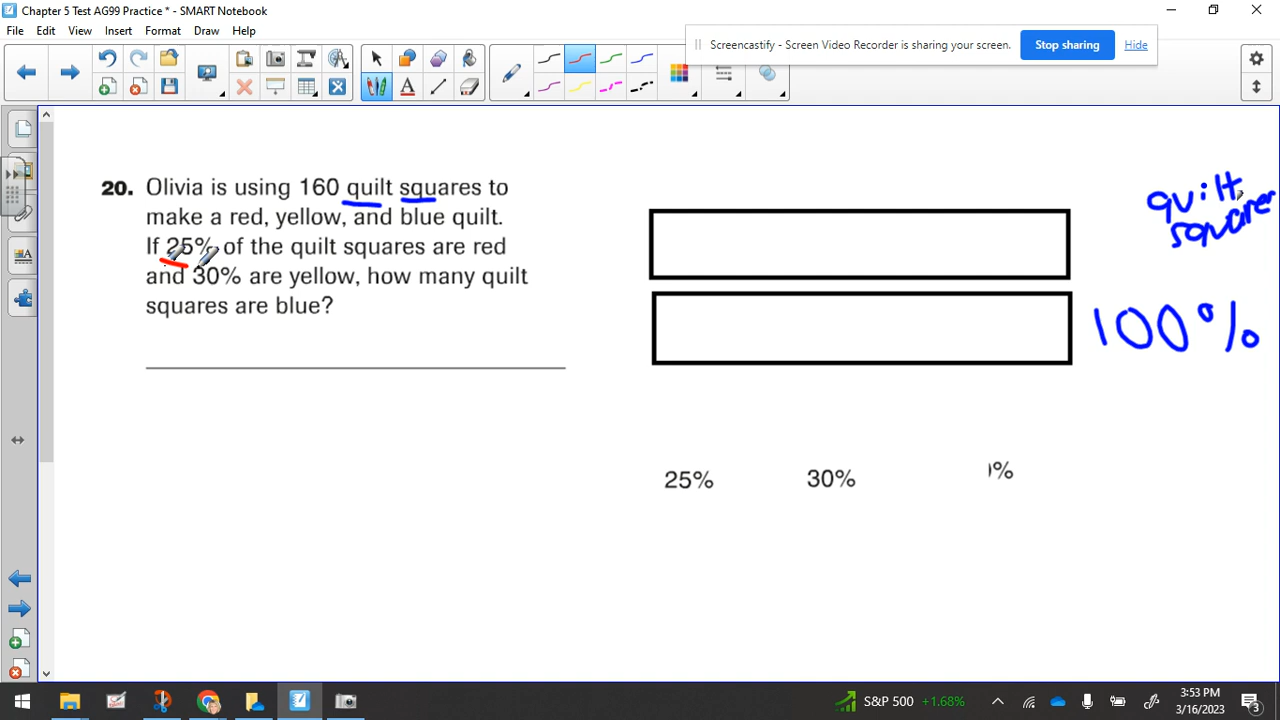 Chapter 5 Test AG99 Practice * - SMART Notebook
File Edit View Insert Format Draw Help
Screencastify - Screen Video Recorder is sharing your screen. Stop sharing Hide
20. Olivia is using 160 quilt squares to
make a red, yellow, and blue quilt.
If 25% of the quilt squares are red
and 30% are yellow, how many quilt
squares are blue?
quilt
squares
100%
25% 30% )%
S&P 500 +1.68%
3:53 PM
3/16/2023
3